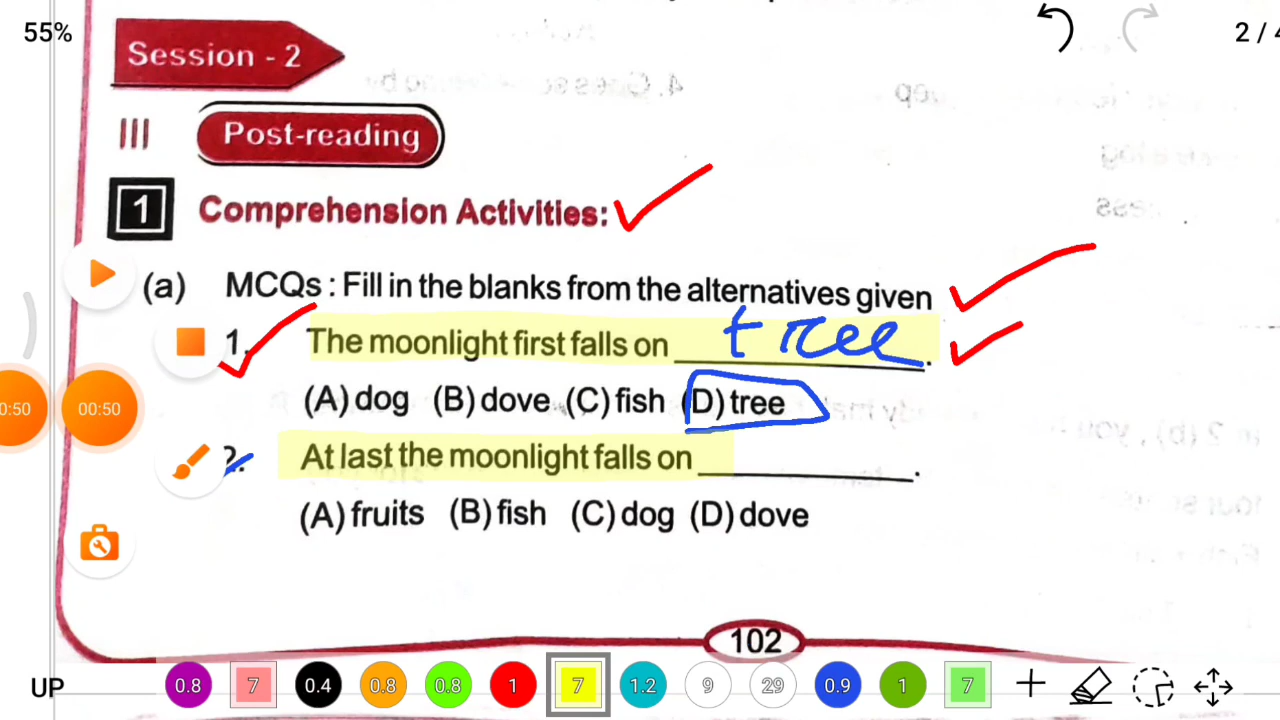 55%
2 / 4
Session - 2
III Post-reading
1 Comprehension Activities:
(a) MCQs : Fill in the blanks from the alternatives given
1. The moonlight first falls on tree.
(A) dog (B) dove (C) fish (D) tree
0:50 00:50
2. At last the moonlight falls on ____________.
(A) fruits (B) fish (C) dog (D) dove
102
UP 0.8 7 0.4 0.8 0.8 1 7 1.2 9 29 0.9 1 7